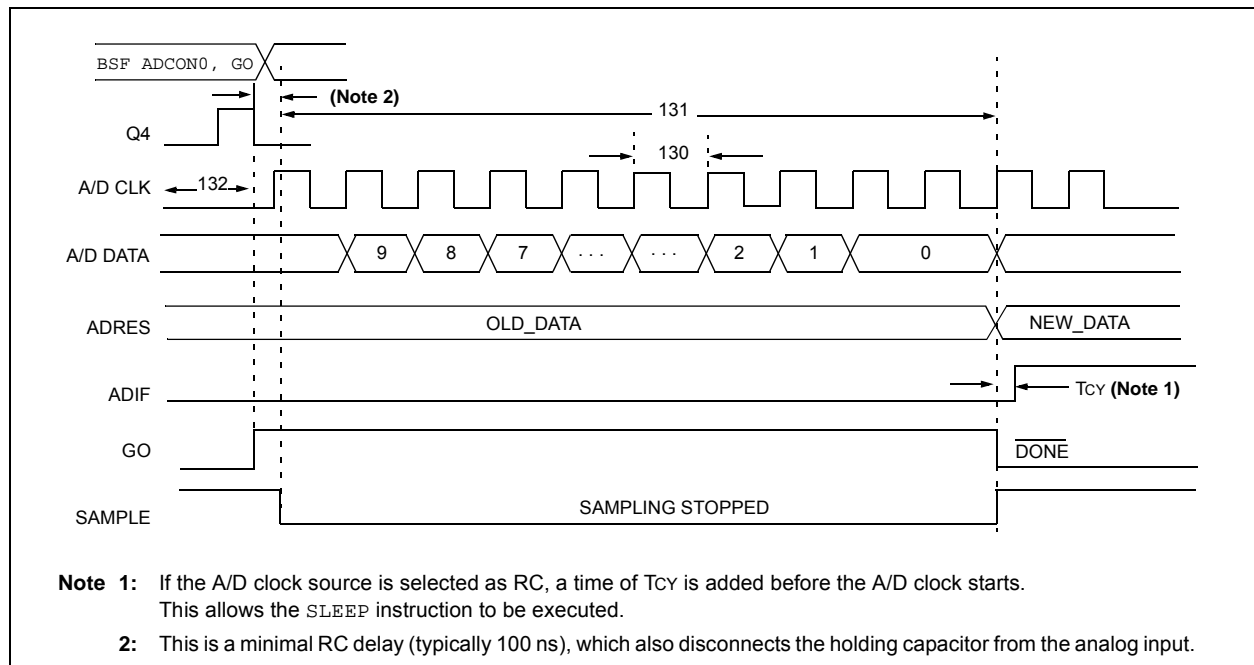 BSF ADCON0, GO
(Note 2)
131
Q4
130
A/D CLK
132
A/D DATA
9 8 7 . . . . . . 2 1 0
ADRES
OLD_DATA
NEW_DATA
ADIF
TCY (Note 1)
GO
DONE
SAMPLE
SAMPLING STOPPED
Note 1: If the A/D clock source is selected as RC, a time of TCY is added before the A/D clock starts.
This allows the SLEEP instruction to be executed.
2: This is a minimal RC delay (typically 100 ns), which also disconnects the holding capacitor from the analog input.